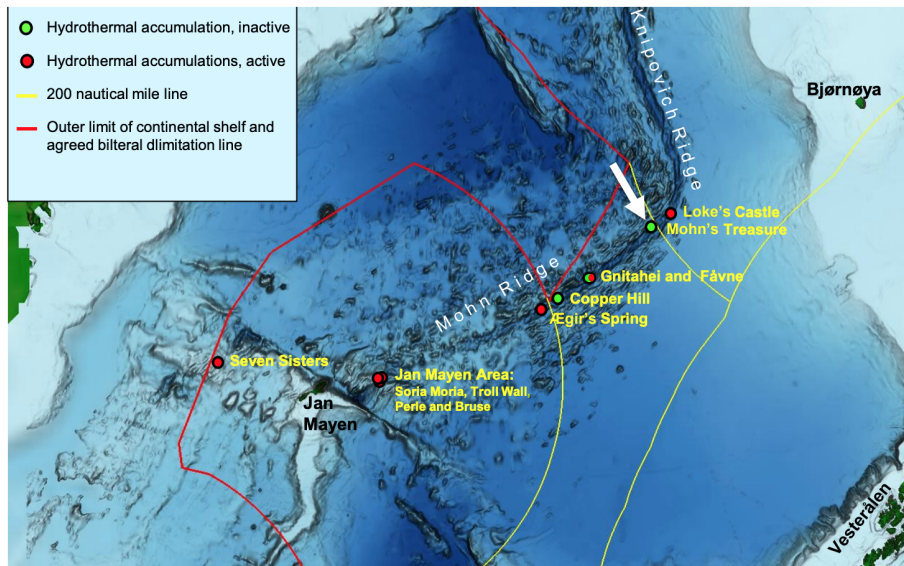 Hydrothermal accumulation, inactive
Hydrothermal accumulations, active
200 nautical mile line
Outer limit of continental shelf and
agreed bilteral dlimitation line
Knipovich Ridge
Bjørnøya
Loke's Castle
Mohn's Treasure
Gnitahei and Fåvne
Mohn Ridge
Copper Hill
Ægir's Spring
Seven Sisters
Jan Mayen Area:
Soria Moria, Troll Wall,
Perle and Bruse
Jan
Mayen
Vesterålen